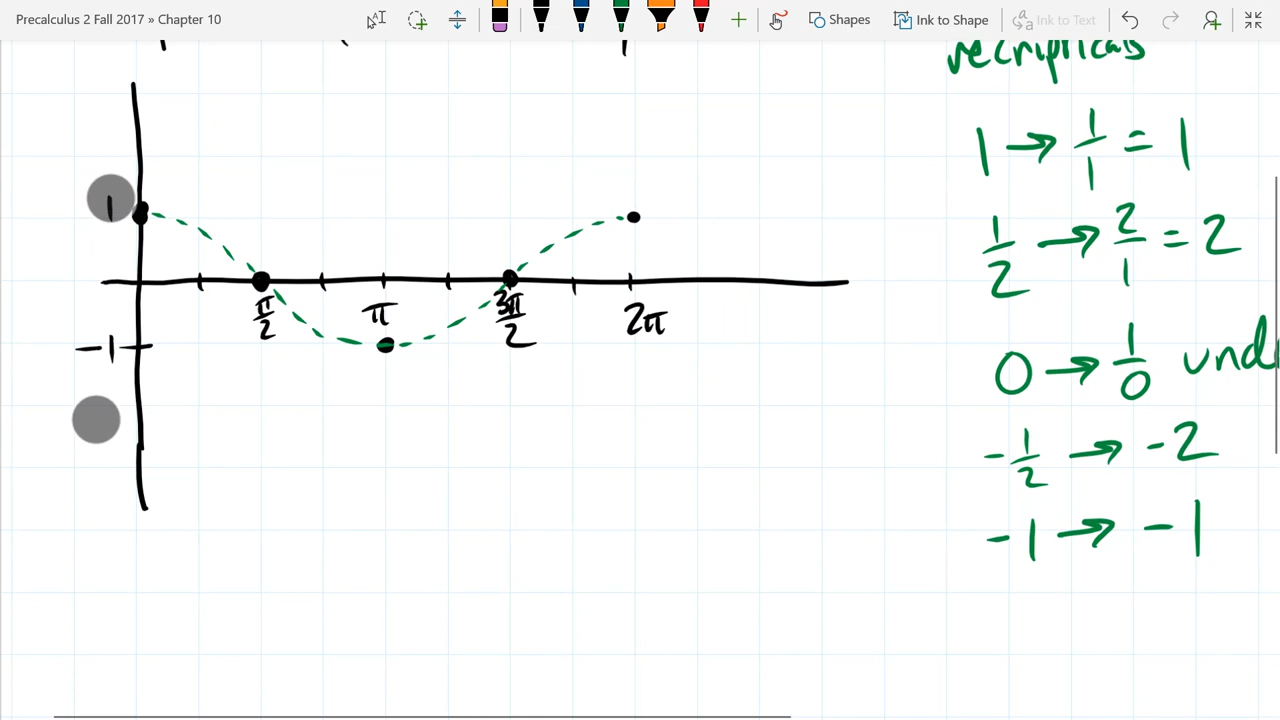 Precalculus 2 Fall 2017 » Chapter 10
Shapes
Ink to Shape
Ink to Text
recripricals
1 → 1/1 = 1
1/2 → 2/1 = 2
0 → 1/0 und
-1/2 → -2
-1 → -1
1
π/2
π
3π/2
2π
-1